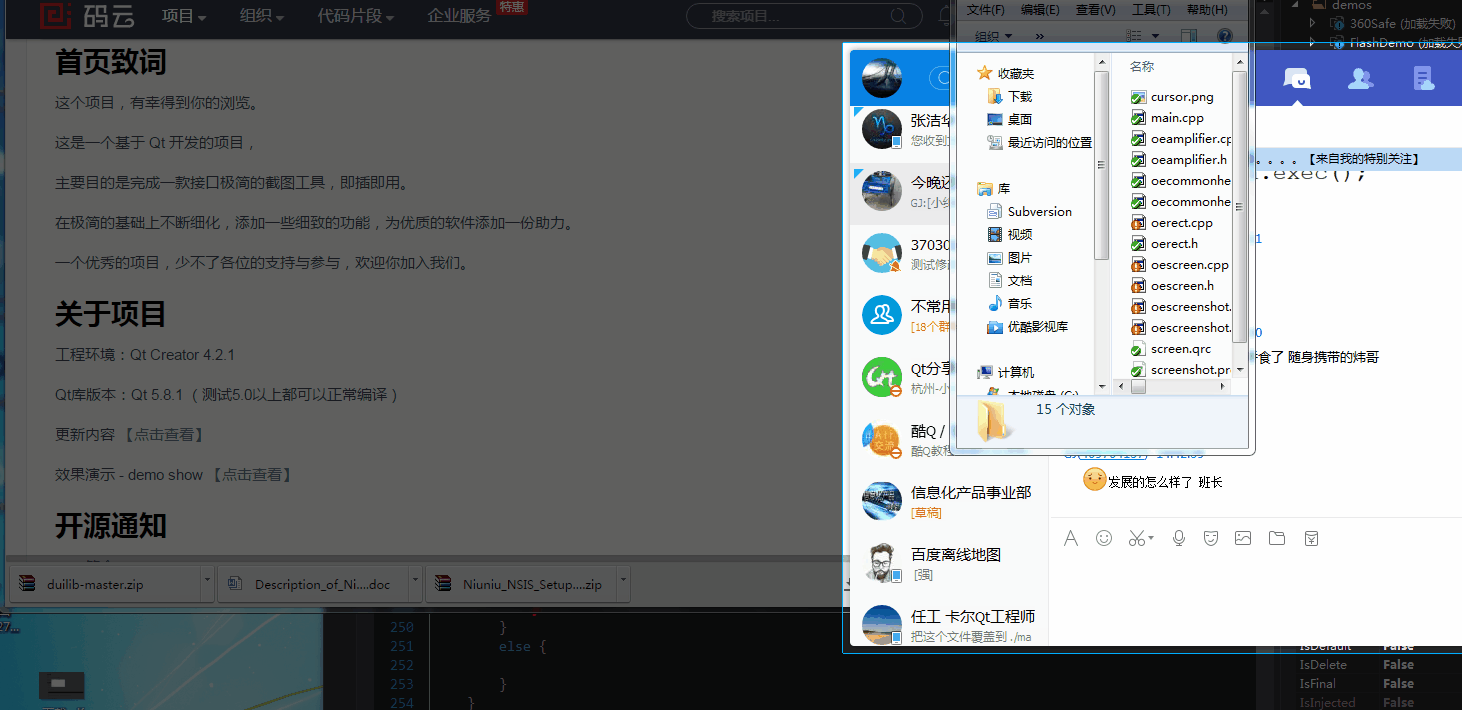 码云
项目
组织
代码片段
企业服务
特惠
搜索项目...
首页致词
这个项目，有幸得到你的浏览。
这是一个基于 Qt 开发的项目，
主要目的是完成一款接口极简的截图工具，即插即用。
在极简的基础上不断细化，添加一些细致的功能，为优质的软件添加一份助力。
一个优秀的项目，少不了各位的支持与参与，欢迎你加入我们。
关于项目
工程环境：Qt Creator 4.2.1
Qt库版本：Qt 5.8.1 （ 测试5.0以上都可以正常编译 ）
更新内容 【点击查看】
效果演示 - demo show 【点击查看】
开源通知
duilib-master.zip
Description_of_Ni....doc
Niuniu_NSIS_Setup....zip
27...
250 }
251 else {
252
253 }
254 }
张洁华
您收到
今晚还
GJ:[小
37030
测试修
不常用
[18个群
Qt分享
杭州-小
酷Q /
酷Q教程
信息化产品事业部
[草稿]
百度离线地图
[强]
任工 卡尔Qt工程师
把这个文件覆盖到 ./ma
文件(F) 编辑(E) 查看(V) 工具(T) 帮助(H)
组织 »
收藏夹
下载
桌面
最近访问的位置
库
Subversion
视频
图片
文档
音乐
优酷影视库
计算机
本地磁盘 (C:)
名称
cursor.png
main.cpp
oeamplifier.cp
oeamplifier.h
oecommonhe
oecommonhe
oerect.cpp
oerect.h
oescreen.cpp
oescreen.h
oescreenshot.
oescreenshot.
screen.qrc
screenshot.pr
15 个对象
demos
360Safe (加载失败)
FlashDemo (加载失
。。。。【来自我的特别关注】
.exec();
1
0
食了 随身携带的炜哥
发展的怎么样了 班长
IsDefault False
IsDelete False
IsFinal False
IsInjected False